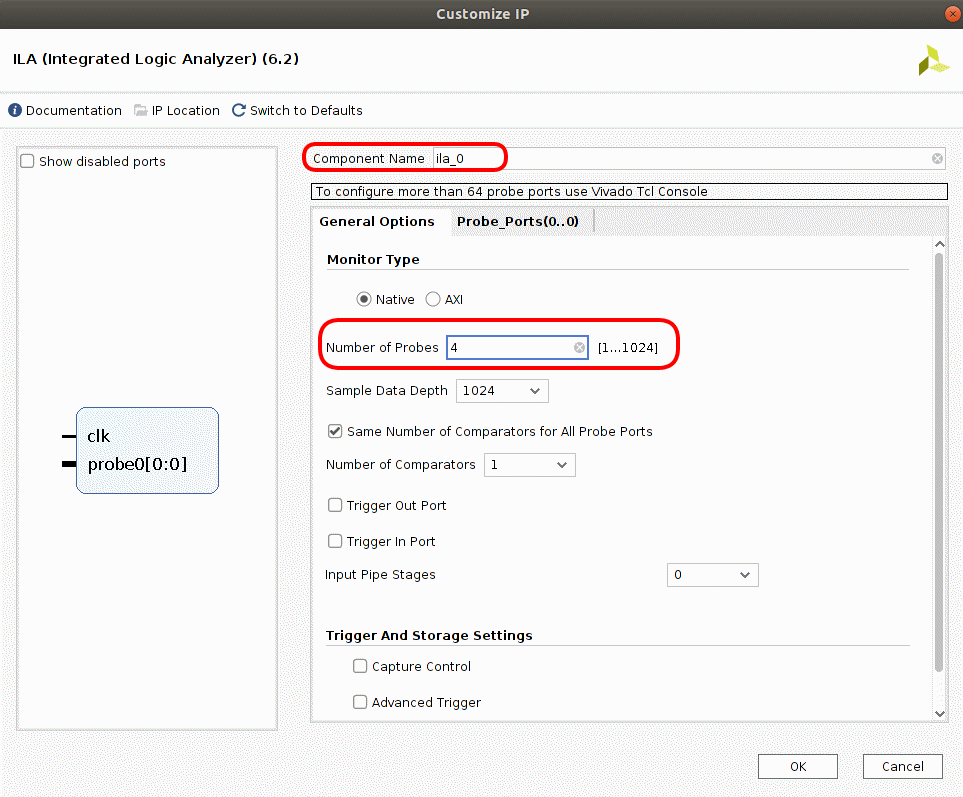 Customize IP
ILA (Integrated Logic Analyzer) (6.2)
Documentation IP Location Switch to Defaults
Show disabled ports
clk
probe0[0:0]
Component Name ila_0
To configure more than 64 probe ports use Vivado Tcl Console
General Options Probe_Ports(0..0)
Monitor Type
Native AXI
Number of Probes 4 [1...1024]
Sample Data Depth 1024
Same Number of Comparators for All Probe Ports
Number of Comparators 1
Trigger Out Port
Trigger In Port
Input Pipe Stages 0
Trigger And Storage Settings
Capture Control
Advanced Trigger
OK Cancel